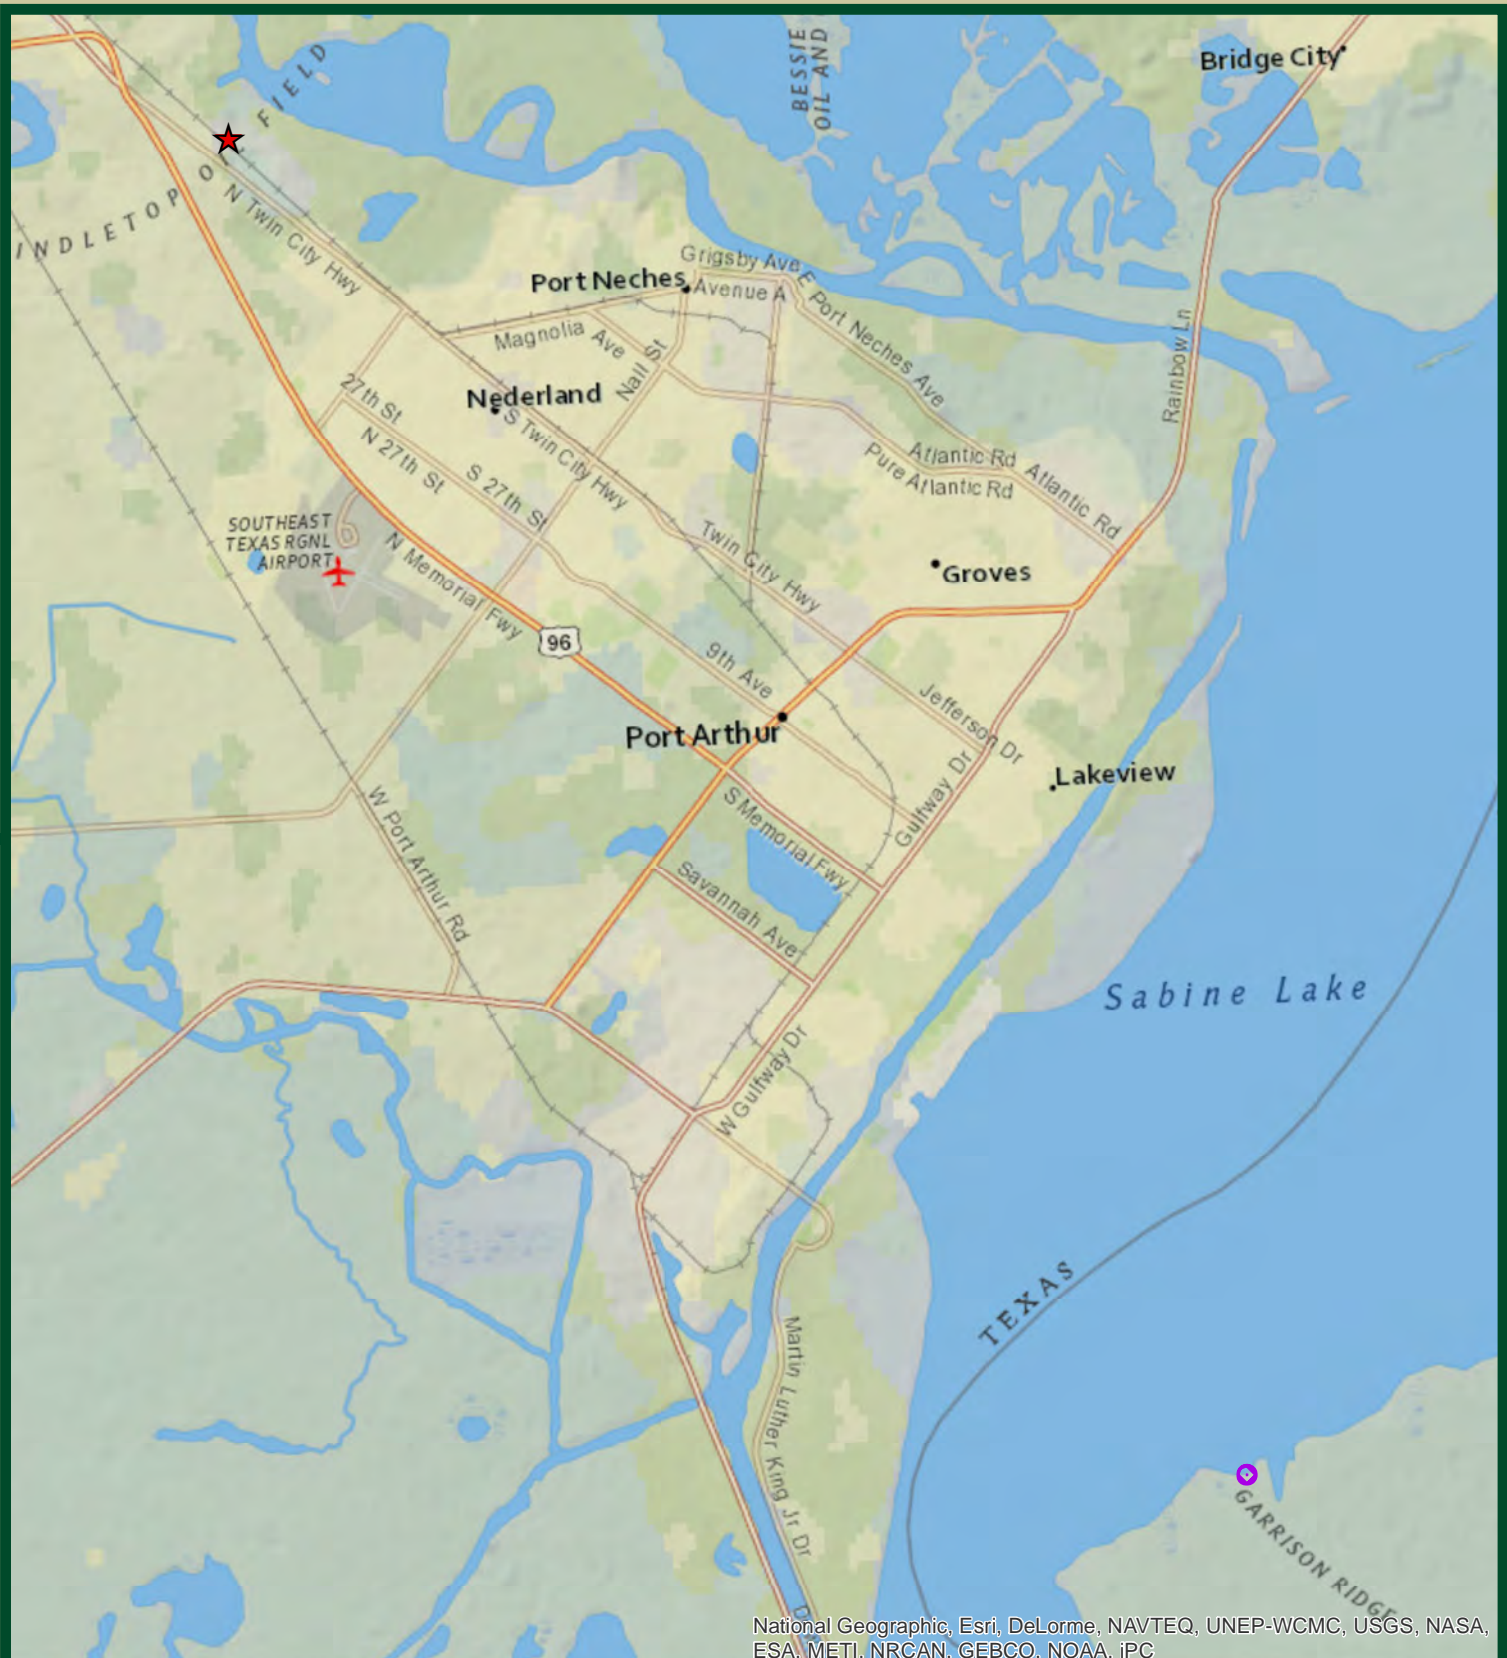 Bridge City
BESSIE
OIL AND
FIELD
INDLETOP O
N Twin City Hwy
Grigsby Ave
Port Neches
Avenue A
E Port Neches Ave
Magnolia Ave
Nall St
Rainbow Ln
27th St
Nederland
S Twin City Hwy
N 27th St
S 27th St
Atlantic Rd
Atlantic Rd
Pure Atlantic Rd
SOUTHEAST
TEXAS RGNL
AIRPORT
N Memorial Fwy
Twin City Hwy
Groves
96
9th Ave
Jefferson Dr
Port Arthur
Lakeview
Gulfway Dr
S Memorial Fwy
W Port Arthur Rd
Savannah Ave
Sabine Lake
W Gulfway Dr
TEXAS
Martin Luther King Jr Dr
GARRISON RIDGE
National Geographic, Esri, DeLorme, NAVTEQ, UNEP-WCMC, USGS, NASA,
ESA, METI, NRCAN, GEBCO, NOAA, iPC